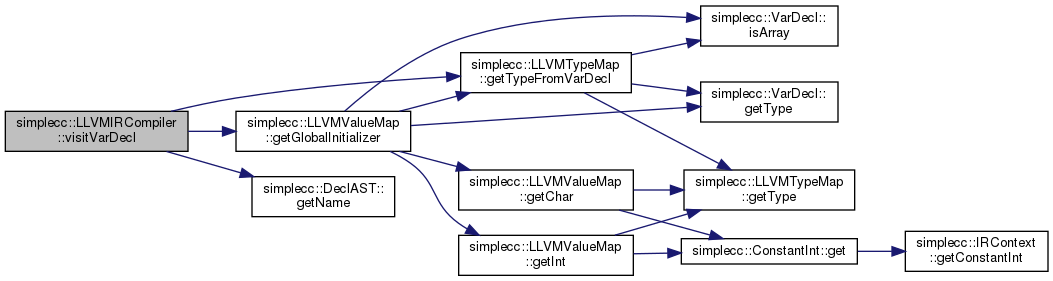 simplecc::LLVMIRCompiler
::visitVarDecl
simplecc::LLVMTypeMap
::getTypeFromVarDecl
simplecc::LLVMValueMap
::getGlobalInitializer
simplecc::DeclAST::
getName
simplecc::VarDecl::
isArray
simplecc::VarDecl::
getType
simplecc::LLVMTypeMap
::getType
simplecc::LLVMValueMap
::getChar
simplecc::LLVMValueMap
::getInt
simplecc::ConstantInt::get
simplecc::IRContext
::getConstantInt